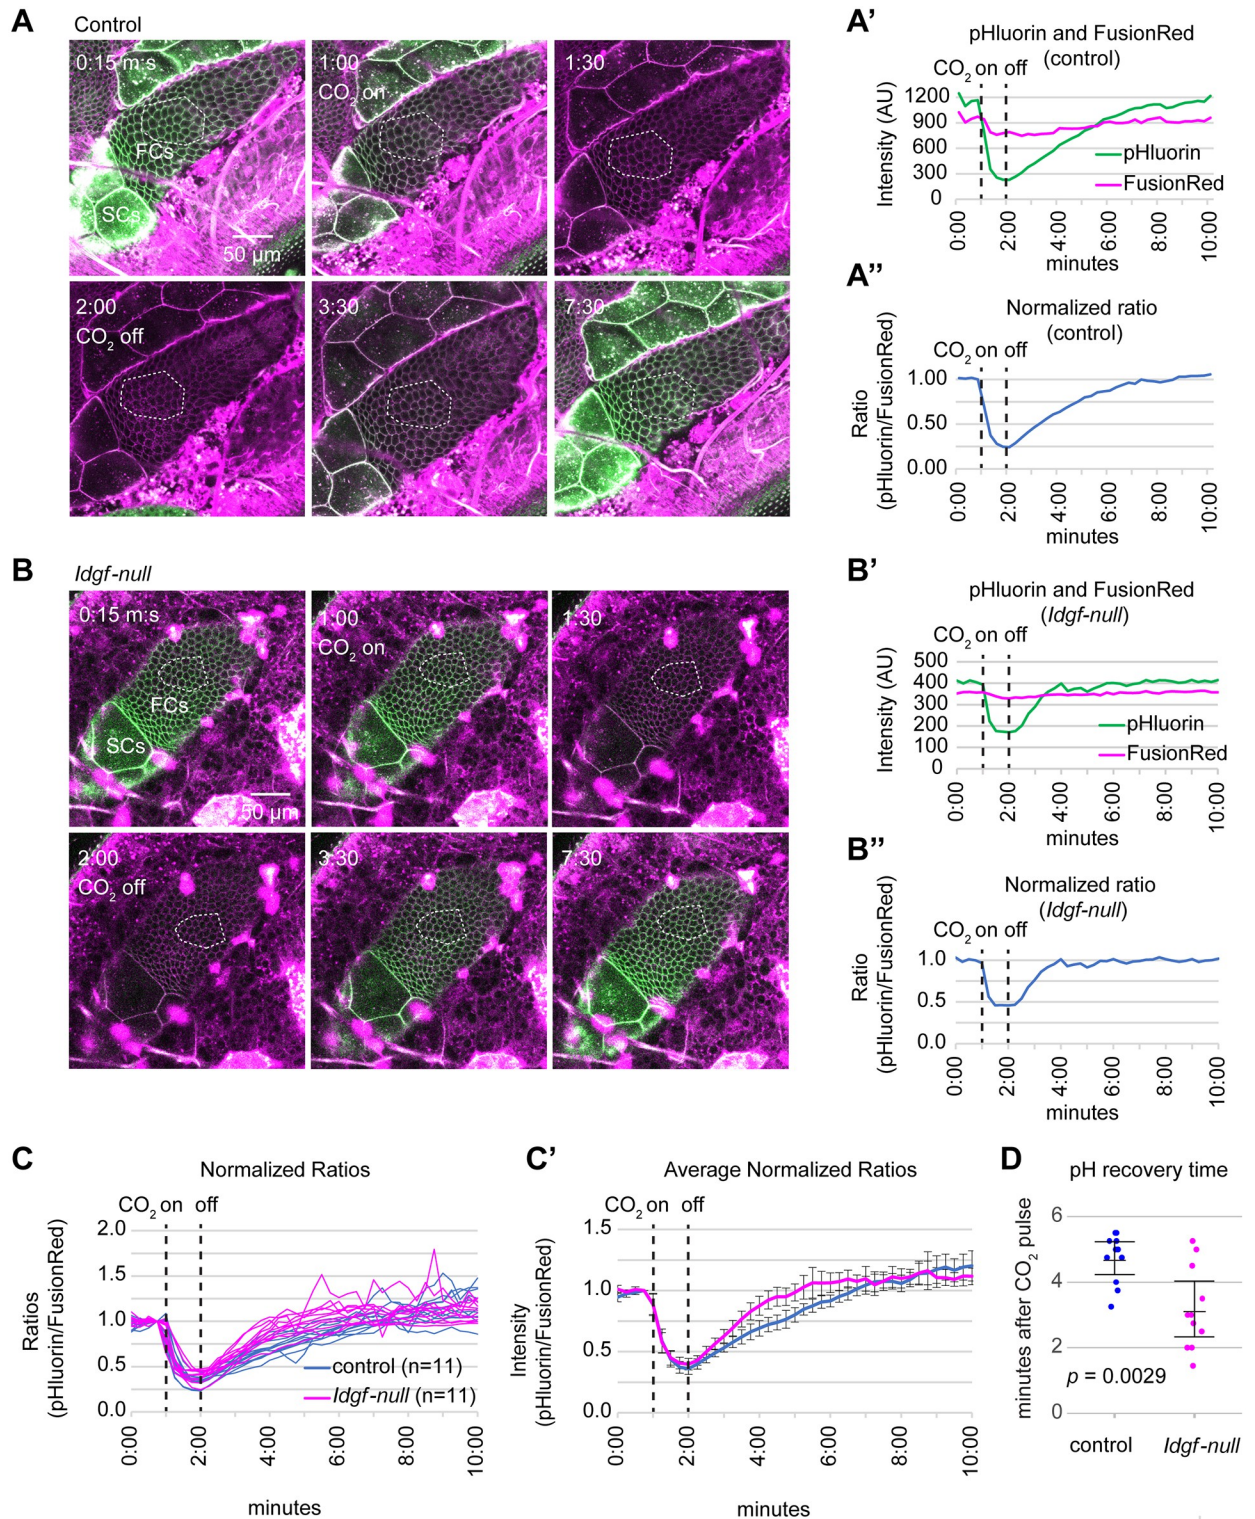 A
Control
0:15 m:s
FCs
SCs
50 µm
1:00
CO2 on
1:30
2:00
CO2 off
3:30
7:30
A’
pHluorin and FusionRed
(control)
CO2 on off
Intensity (AU)
1200
900
600
300
0
pHluorin
FusionRed
0:00
2:00
4:00
6:00
8:00
10:00
minutes
A’’
Normalized ratio
(control)
CO2 on off
Ratio
(pHluorin/FusionRed)
1.00
0.50
0.00
0:00
2:00
4:00
6:00
8:00
10:00
minutes
B
Idgf-null
0:15 m:s
FCs
SCs
50 µm
1:00
CO2 on
1:30
2:00
CO2 off
3:30
7:30
B’
pHluorin and FusionRed
(Idgf-null)
CO2 on off
Intensity (AU)
500
400
300
200
100
0
pHluorin
FusionRed
0:00
2:00
4:00
6:00
8:00
10:00
minutes
B’’
Normalized ratio
(Idgf-null)
CO2 on off
Ratio
(pHluorin/FusionRed)
1.0
0.5
0.0
0:00
2:00
4:00
6:00
8:00
10:00
minutes
C
Normalized Ratios
CO2 on off
Ratios
(pHluorin/FusionRed)
2.0
1.5
1.0
0.5
0.0
control (n=11)
Idgf-null (n=11)
0:00
2:00
4:00
6:00
8:00
10:00
minutes
C’
Average Normalized Ratios
CO2 on off
Intensity
(pHluorin/FusionRed)
1.5
1.0
0.5
0.0
0:00
2:00
4:00
6:00
8:00
10:00
minutes
D
pH recovery time
minutes after CO2 pulse
6
4
2
0
p = 0.0029
control
Idgf-null